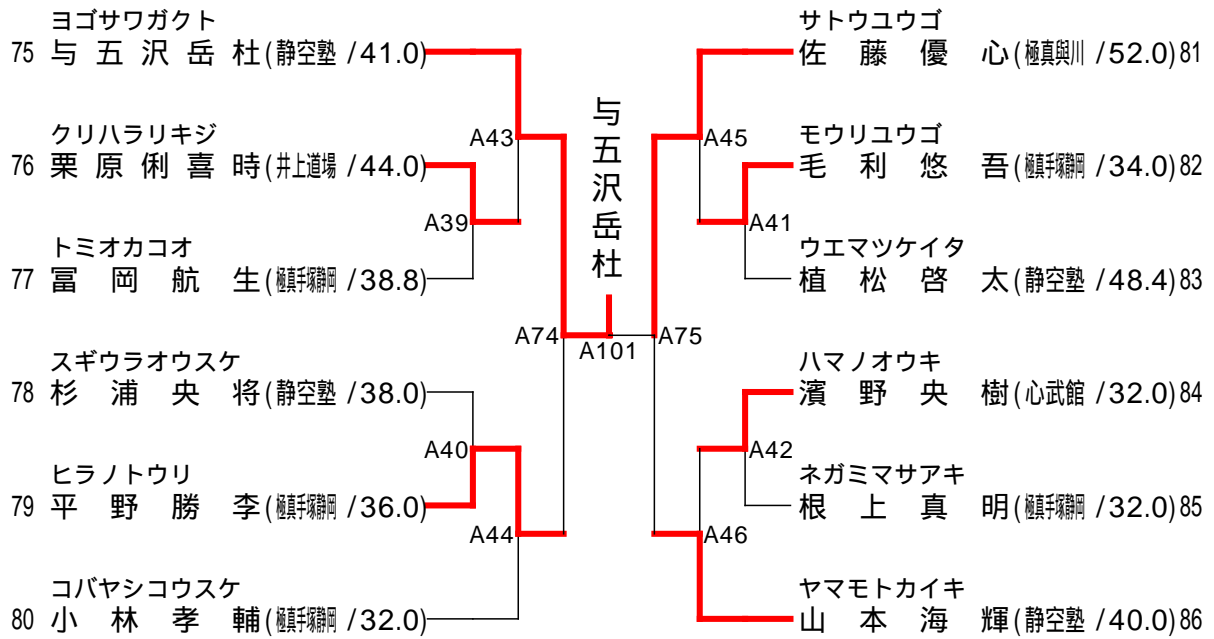 ヨゴサワガクト
75 与五沢岳杜(静空塾 /41.0)
クリハラリキジ
76 栗原俐喜時(井上道場 /44.0)
トミオカコオ
77 冨岡航生(極真手塚静岡 /38.8)
スギウラオウスケ
78 杉浦央将(静空塾 /38.0)
ヒラノトウリ
79 平野勝李(極真手塚静岡 /36.0)
コバヤシコウスケ
80 小林孝輔(極真手塚静岡 /32.0)
A43
A39
A40
A44
A74
与五沢岳杜
A101
A75
A45
A41
A42
A46
サトウユウゴ
佐藤優心(極真與川 /52.0)81
モウリユウゴ
毛利悠吾(極真手塚静岡 /34.0)82
ウエマツケイタ
植松啓太(静空塾 /48.4)83
ハマノオウキ
濱野央樹(心武館 /32.0)84
ネガミマサアキ
根上真明(極真手塚静岡 /32.0)85
ヤマモトカイキ
山本海輝(静空塾 /40.0)86